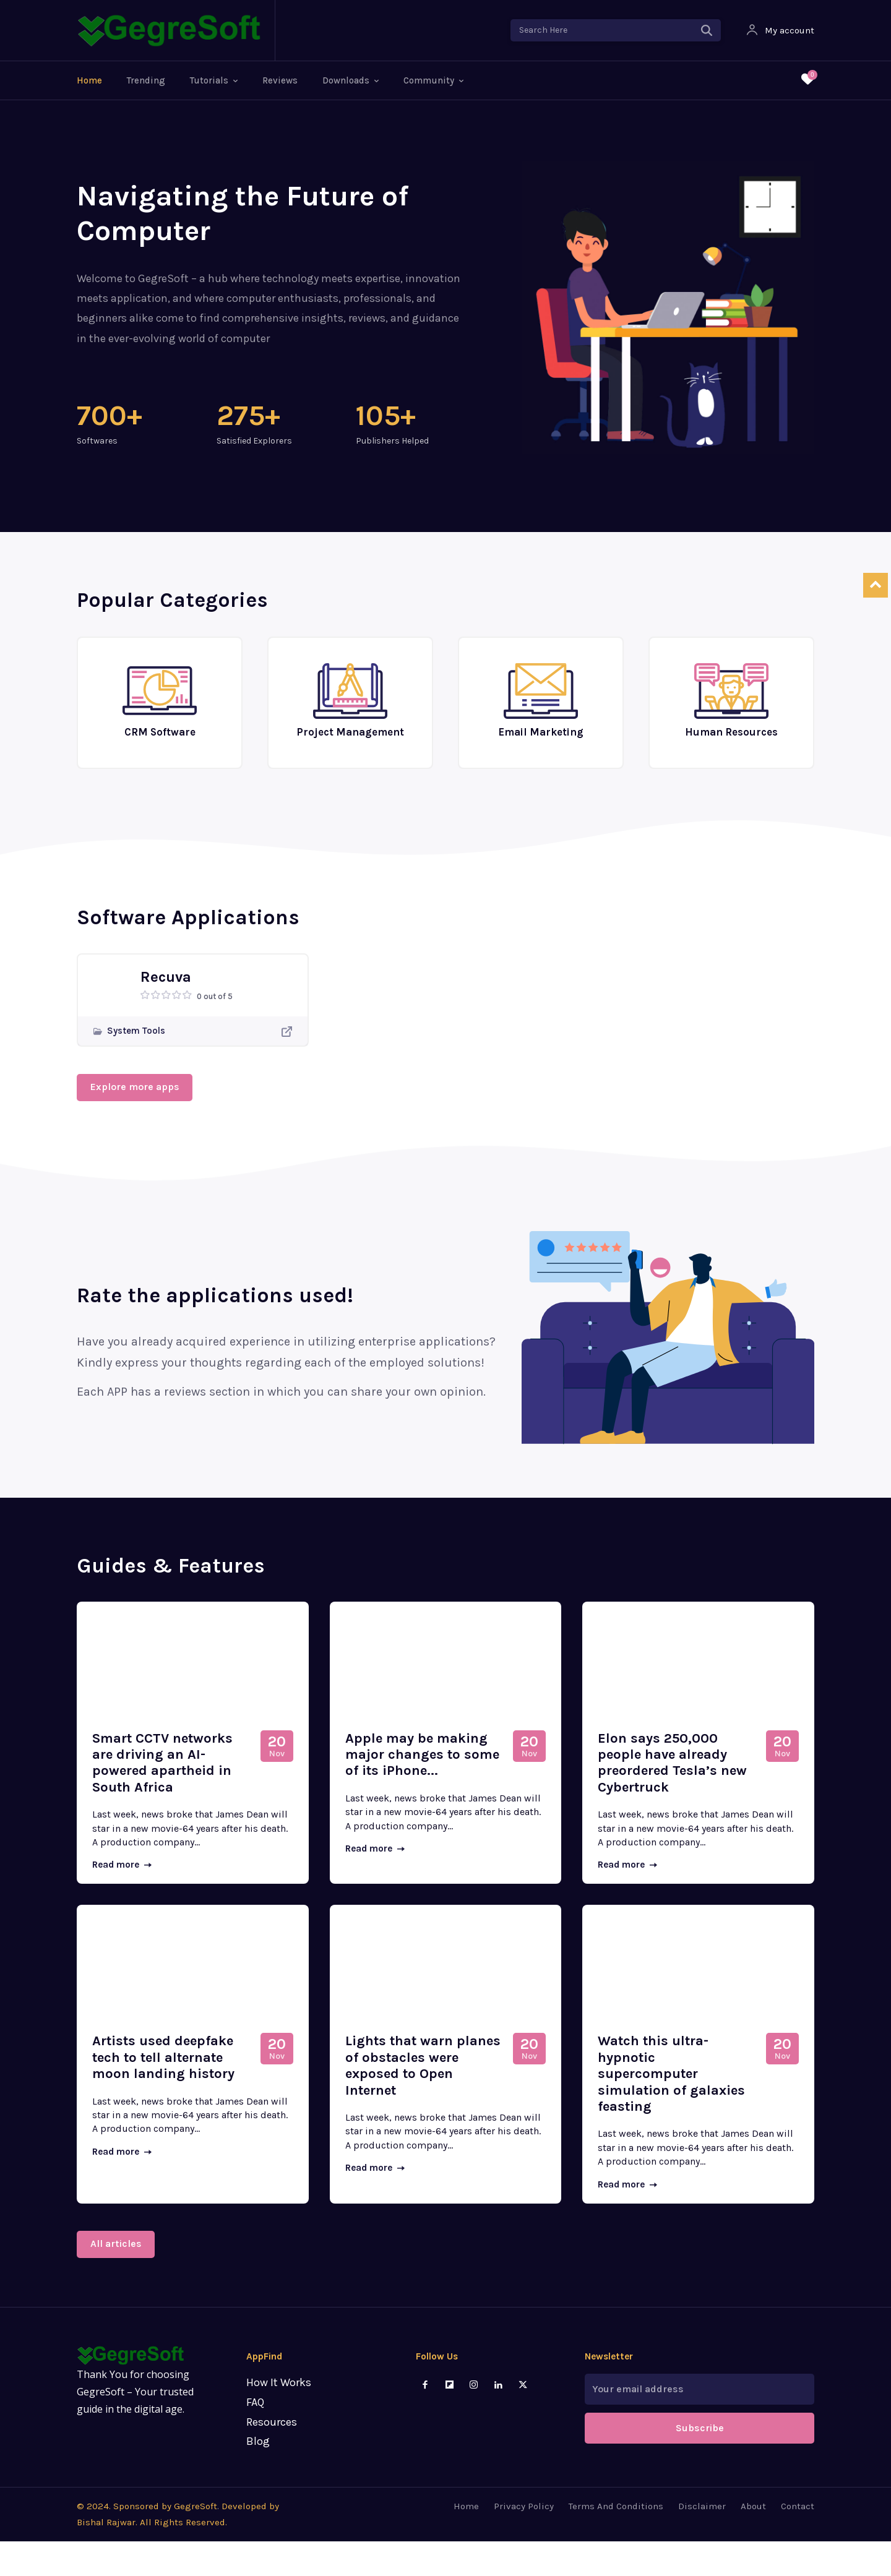 GegreSoft
Search Here
My account
Home Trending Tutorials Reviews Downloads Community
0
Navigating the Future of
Computer
Welcome to GegreSoft – a hub where technology meets expertise, innovation
meets application, and where computer enthusiasts, professionals, and
beginners alike come to find comprehensive insights, reviews, and guidance
in the ever-evolving world of computer
700+ 275+ 105+
Softwares Satisfied Explorers Publishers Helped
Popular Categories
CRM Software Project Management Email Marketing Human Resources
Software Applications
Recuva
0 out of 5
System Tools
Explore more apps
Rate the applications used!
Have you already acquired experience in utilizing enterprise applications?
Kindly express your thoughts regarding each of the employed solutions!
Each APP has a reviews section in which you can share your own opinion.
Guides & Features
Smart CCTV networks
are driving an AI-
powered apartheid in
South Africa
20
Nov
Last week, news broke that James Dean will
star in a new movie-64 years after his death.
A production company...
Read more →
Apple may be making
major changes to some
of its iPhone...
20
Nov
Last week, news broke that James Dean will
star in a new movie-64 years after his death.
A production company...
Read more →
Elon says 250,000
people have already
preordered Tesla’s new
Cybertruck
20
Nov
Last week, news broke that James Dean will
star in a new movie-64 years after his death.
A production company...
Read more →
Artists used deepfake
tech to tell alternate
moon landing history
20
Nov
Last week, news broke that James Dean will
star in a new movie-64 years after his death.
A production company...
Read more →
Lights that warn planes
of obstacles were
exposed to Open
Internet
20
Nov
Last week, news broke that James Dean will
star in a new movie-64 years after his death.
A production company...
Read more →
Watch this ultra-
hypnotic
supercomputer
simulation of galaxies
feasting
20
Nov
Last week, news broke that James Dean will
star in a new movie-64 years after his death.
A production company...
Read more →
All articles
GegreSoft
Thank You for choosing
GegreSoft – Your trusted
guide in the digital age.
AppFind
How It Works
FAQ
Resources
Blog
Follow Us
Newsletter
Your email address
Subscribe
© 2024. Sponsored by GegreSoft. Developed by
Bishal Rajwar. All Rights Reserved.
Home Privacy Policy Terms And Conditions Disclaimer About Contact